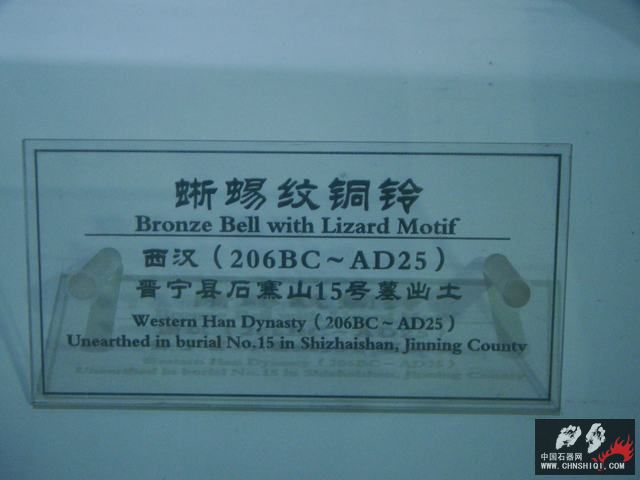 蜥蜴纹铜铃
Bronze Bell with Lizard Motif
西汉（206BC～AD25）
晋宁县石寨山15号墓出土
Western Han Dynasty（206BC～AD25）
Unearthed in burial No.15 in Shizhaishan, Jinning County
中国石器网
WWW.CHNSHIQI.COM